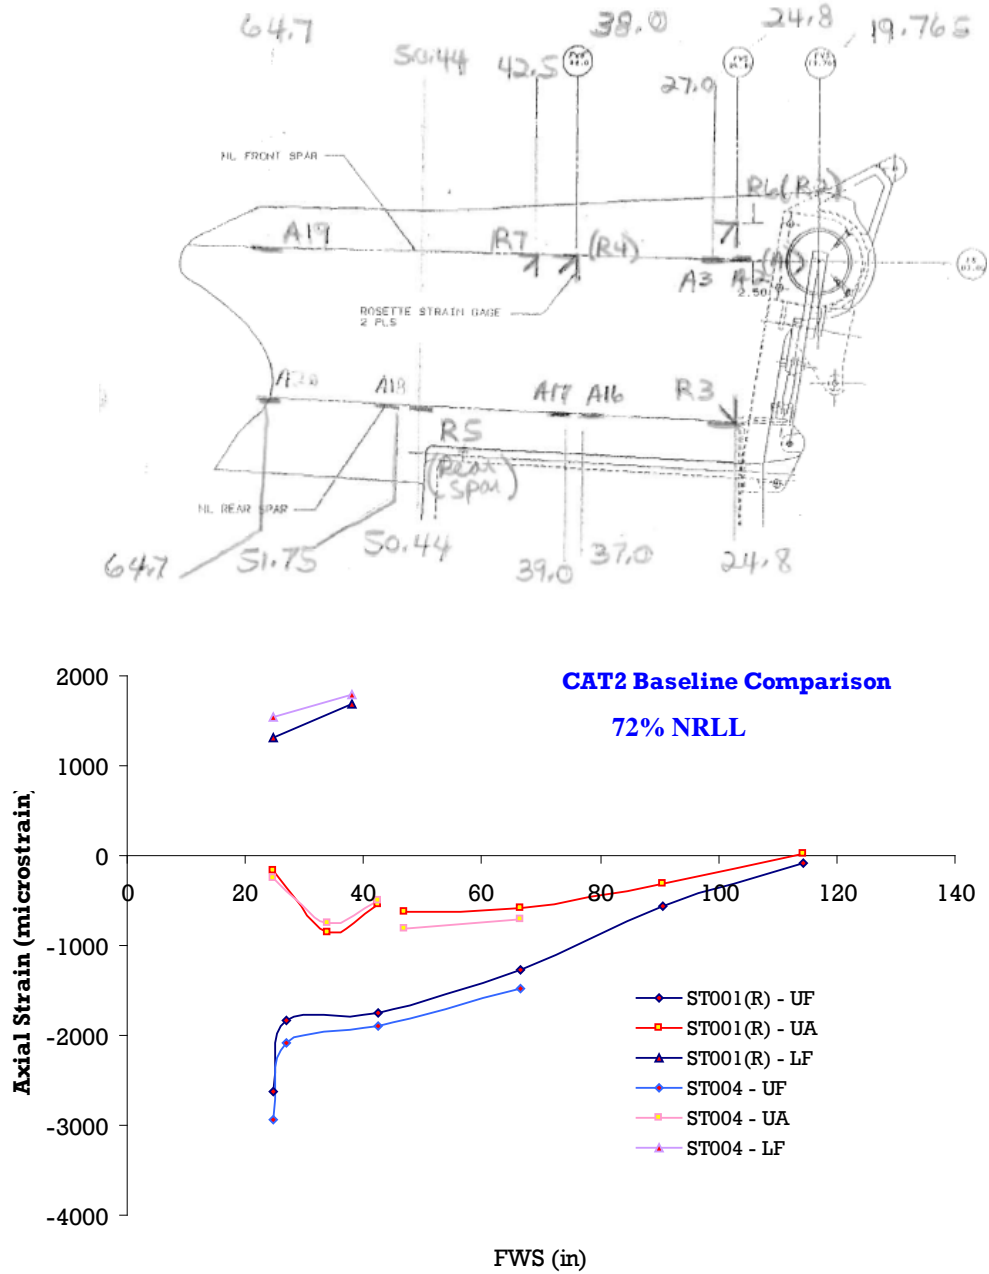 64.7
38.0
24.8
19.765
50.44
42.5
27.0
NL FRONT SPAR
R6(R2)
A19
R7
(R4)
A3
A2
2.50
ROSETTE STRAIN GAGE
2 PLS
A20
A18
A17
A16
R3
R5
(Rear
Spar)
NL REAR SPAR
64.7
51.75
50.44
39.0
37.0
24.8
CAT2 Baseline Comparison
72% NRLL
2000
1000
0
-1000
-2000
-3000
-4000
0 20 40 60 80 100 120 140
Axial Strain (microstrain)
FWS (in)
ST001(R) - UF
ST001(R) - UA
ST001(R) - LF
ST004 - UF
ST004 - UA
ST004 - LF